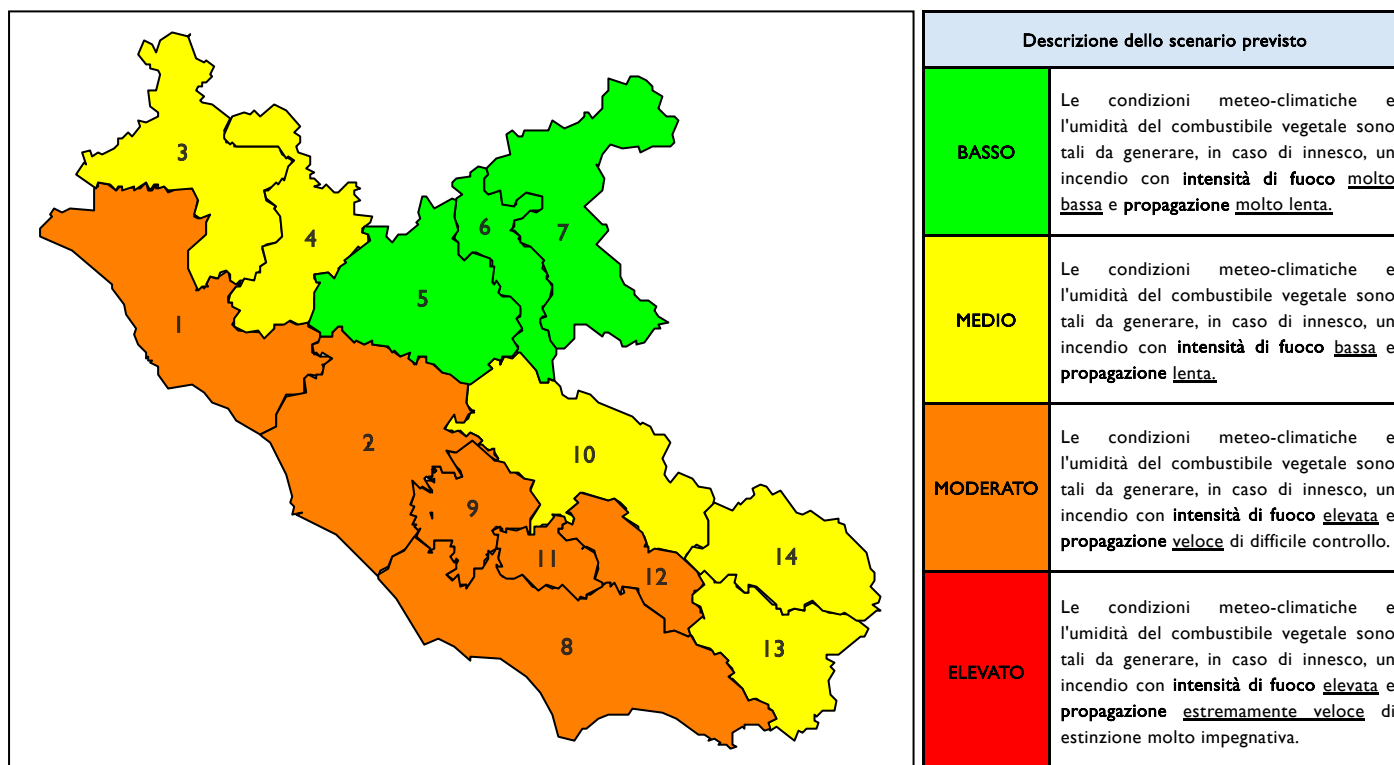 3
4
6
7
5
1
2
10
9
14
11
12
8
13
Descrizione dello scenario previsto
BASSO
Le condizioni meteo-climatiche e
l'umidità del combustibile vegetale sono
tali da generare, in caso di innesco, un
incendio con intensità di fuoco molto
bassa e propagazione molto lenta.
MEDIO
Le condizioni meteo-climatiche e
l'umidità del combustibile vegetale sono
tali da generare, in caso di innesco, un
incendio con intensità di fuoco bassa e
propagazione lenta.
MODERATO
Le condizioni meteo-climatiche e
l'umidità del combustibile vegetale sono
tali da generare, in caso di innesco, un
incendio con intensità di fuoco elevata e
propagazione veloce di difficile controllo.
ELEVATO
Le condizioni meteo-climatiche e
l'umidità del combustibile vegetale sono
tali da generare, in caso di innesco, un
incendio con intensità di fuoco elevata e
propagazione estremamente veloce di
estinzione molto impegnativa.